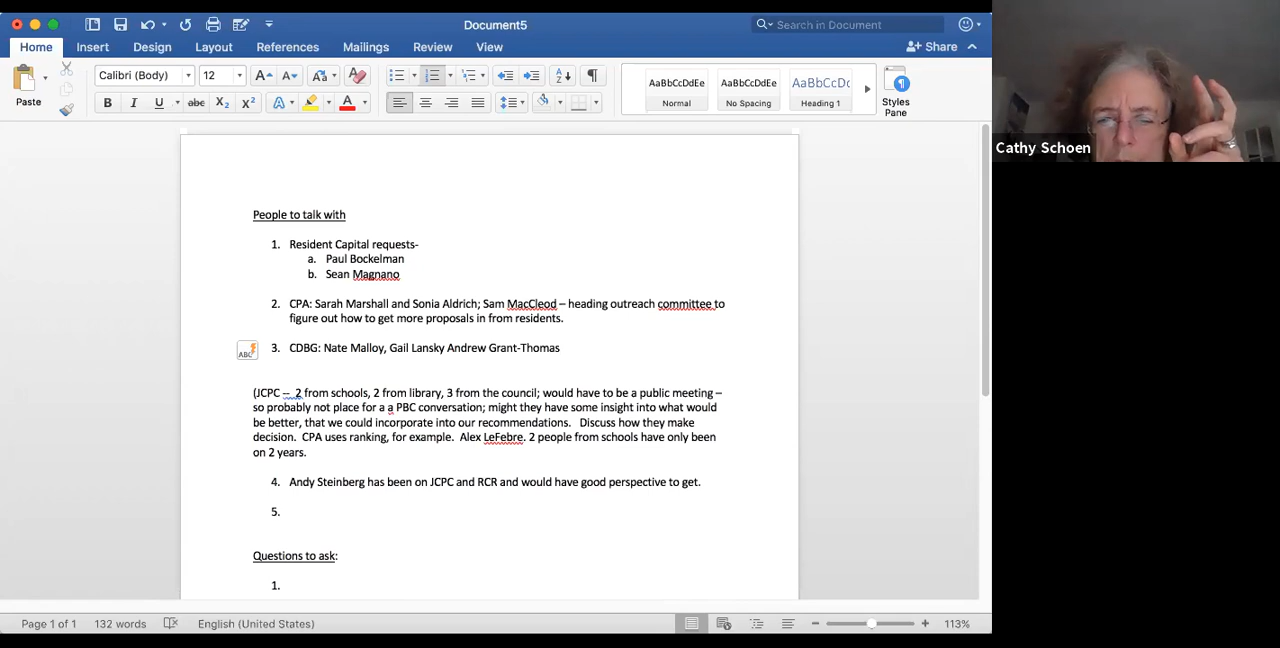 Document5
Search in Document
Home Insert Design Layout References Mailings Review View Share
Calibri (Body) 12
Paste
AaBbCcDdEe AaBbCcDdEe AaBbCcDc
Normal No Spacing Heading 1 Styles Pane
Cathy Schoen
People to talk with
1. Resident Capital requests-
a. Paul Bockelman
b. Sean Magnano
2. CPA: Sarah Marshall and Sonia Aldrich; Sam MacCleod – heading outreach committee to
figure out how to get more proposals in from residents.
3. CDBG: Nate Malloy, Gail Lansky Andrew Grant-Thomas
(JCPC – 2 from schools, 2 from library, 3 from the council; would have to be a public meeting –
so probably not place for a a PBC conversation; might they have some insight into what would
be better, that we could incorporate into our recommendations. Discuss how they make
decision. CPA uses ranking, for example. Alex LeFebre. 2 people from schools have only been
on 2 years.
4. Andy Steinberg has been on JCPC and RCR and would have good perspective to get.
5.
Questions to ask:
1.
Page 1 of 1 132 words English (United States) 113%